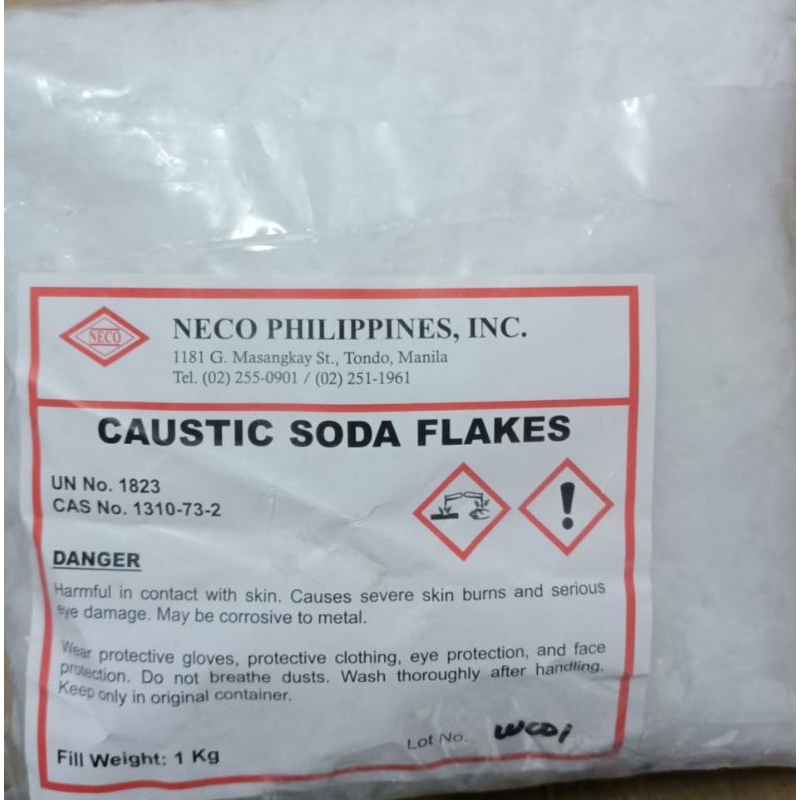 NECO
NECO PHILIPPINES, INC.
1181 G. Masangkay St., Tondo, Manila
Tel. (02) 255-0901 / (02) 251-1961
CAUSTIC SODA FLAKES
UN No. 1823
CAS No. 1310-73-2
DANGER
Harmful in contact with skin. Causes severe skin burns and serious
eye damage. May be corrosive to metal.
Wear protective gloves, protective clothing, eye protection, and face
protection. Do not breathe dusts. Wash thoroughly after handling.
Keep only in original container.
Fill Weight: 1 Kg
Lot No.